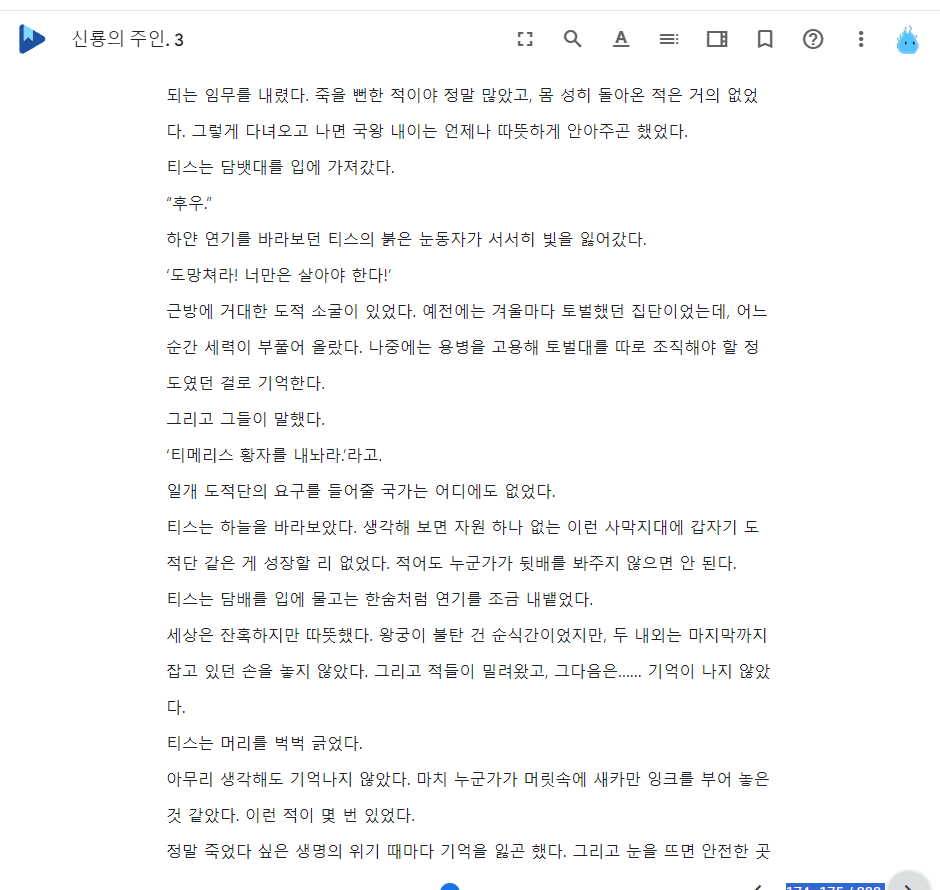 신룡의 주인. 3
되는 임무를 내렸다. 죽을 뻔한 적이야 정말 많았고, 몸 성히 돌아온 적은 거의 없었
다. 그렇게 다녀오고 나면 국왕 내이는 언제나 따뜻하게 안아주곤 했었다.
티스는 담뱃대를 입에 가져갔다.
“후우.”
하얀 연기를 바라보던 티스의 붉은 눈동자가 서서히 빛을 잃어갔다.
‘도망쳐라! 너만은 살아야 한다!’
근방에 거대한 도적 소굴이 있었다. 예전에는 겨울마다 토벌했던 집단이었는데, 어느
순간 세력이 부풀어 올랐다. 나중에는 용병을 고용해 토벌대를 따로 조직해야 할 정
도였던 걸로 기억한다.
그리고 그들이 말했다.
‘티메리스 황자를 내놔라.’라고.
일개 도적단의 요구를 들어줄 국가는 어디에도 없었다.
티스는 하늘을 바라보았다. 생각해 보면 자원 하나 없는 이런 사막지대에 갑자기 도
적단 같은 게 성장할 리 없었다. 적어도 누군가가 뒷배를 봐주지 않으면 안 된다.
티스는 담배를 입에 물고는 한숨처럼 연기를 조금 내뱉었다.
세상은 잔혹하지만 따뜻했다. 왕궁이 불탄 건 순식간이었지만, 두 내외는 마지막까지
잡고 있던 손을 놓지 않았다. 그리고 적들이 밀려왔고, 그다음은…… 기억이 나지 않았
다.
티스는 머리를 벅벅 긁었다.
아무리 생각해도 기억나지 않았다. 마치 누군가가 머릿속에 새카만 잉크를 부어 놓은
것 같았다. 이런 적이 몇 번 있었다.
정말 죽었다 싶은 생명의 위기 때마다 기억을 잃곤 했다. 그리고 눈을 뜨면 안전한 곳